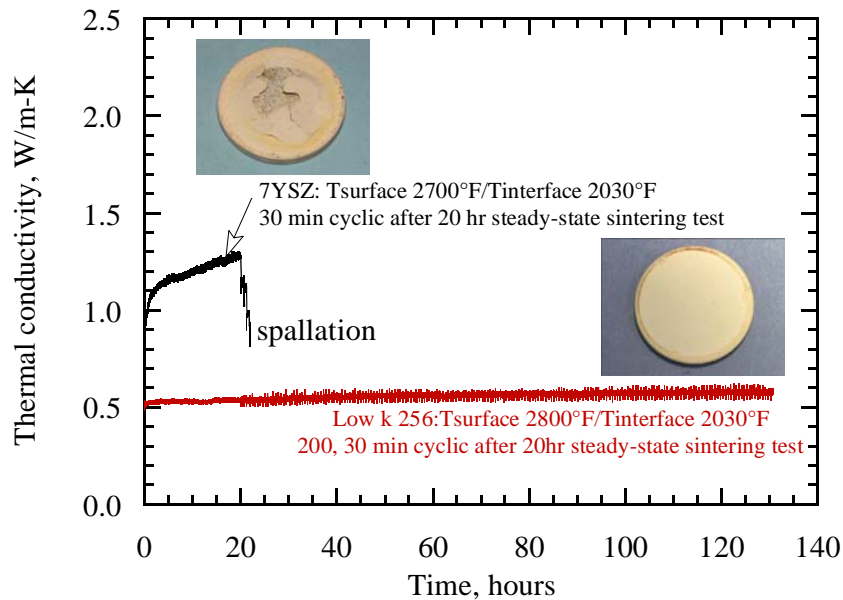 Thermal conductivity, W/m-K
2.5
2.0
1.5
1.0
0.5
0.0
7YSZ: Tsurface 2700°F/Tinterface 2030°F
30 min cyclic after 20 hr steady-state sintering test
spallation
Low k 256:Tsurface 2800°F/Tinterface 2030°F
200, 30 min cyclic after 20hr steady-state sintering test
0 20 40 60 80 100 120 140
Time, hours